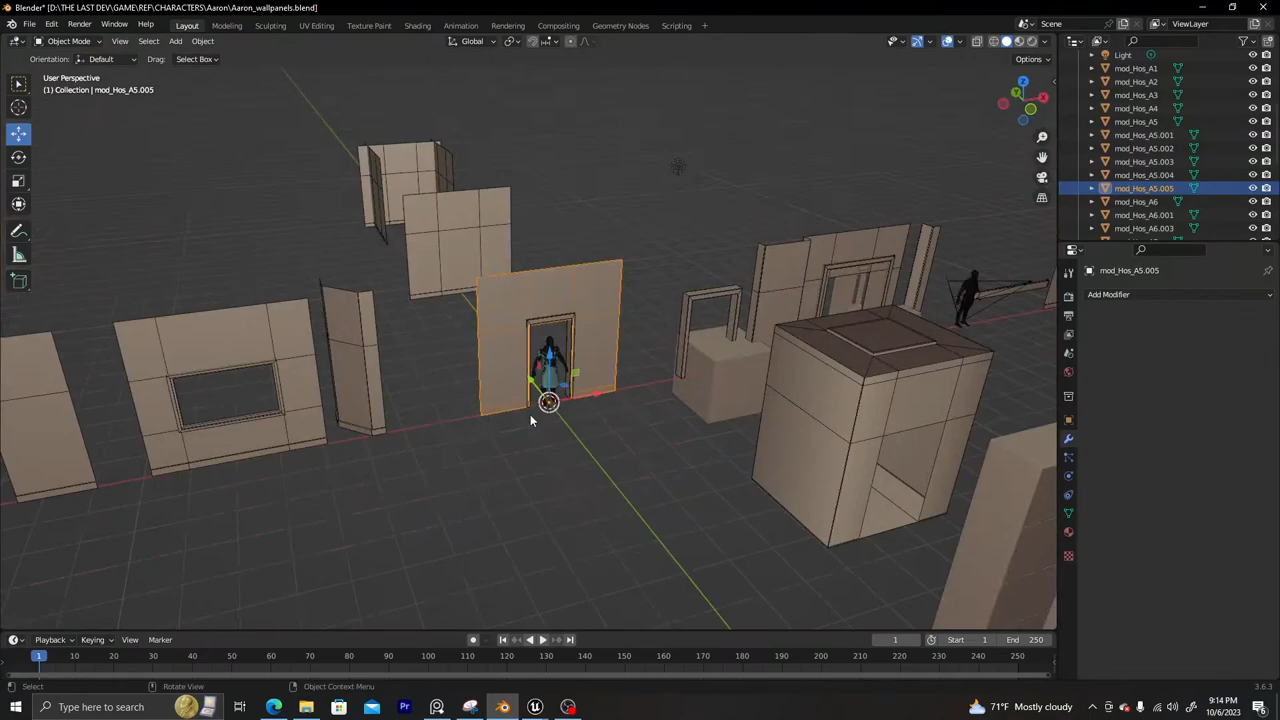 Blender* [D:\THE LAST DEV\GAME\REF\CHARACTERS\Aaron\Aaron_wallpanels.blend]
File Edit Render Window Help Layout Modeling Sculpting UV Editing Texture Paint Shading Animation Rendering Compositing Geometry Nodes Scripting + Scene ViewLayer
Object Mode View Select Add Object Global
Orientation: Default Drag: Select Box Options
User Perspective
(1) Collection | mod_Hos_A5.005
Z
X
Y
Light
mod_Hos_A1
mod_Hos_A2
mod_Hos_A3
mod_Hos_A4
mod_Hos_A5
mod_Hos_A5.001
mod_Hos_A5.002
mod_Hos_A5.003
mod_Hos_A5.004
mod_Hos_A5.005
mod_Hos_A6
mod_Hos_A6.001
mod_Hos_A6.003
mod_Hos_A5.005
Add Modifier
Playback Keying View Marker 1 Start 1 End 250
1 10 20 30 40 50 60 70 80 90 100 110 120 130 140 150 160 170 180 190 200 210 220 230 240 250
Select Rotate View Object Context Menu 3.6.3
Type here to search Pr 71°F Mostly cloudy 9:14 PM
10/6/2023